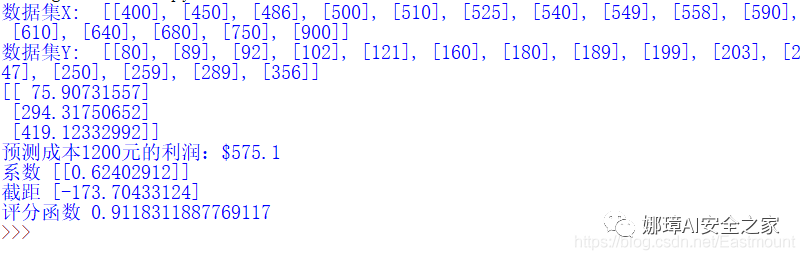 数据集X:  [[400], [450], [486], [500], [510], [525], [540], [549], [558], [590],
 [610], [640], [680], [750], [900]]
数据集Y:  [[80], [89], [92], [102], [121], [160], [180], [189], [199], [203], [2
47], [250], [259], [289], [356]]
[[ 75.90731557]
 [294.31750652]
 [419.12332992]]
预测成本1200元的利润：$575.1
系数 [[0.62402912]]
截距 [-173.70433124]
评分函数 0.9118311887769117
>>>
娜璋AI安全之家
https://blog.csdn.net/Eastmount